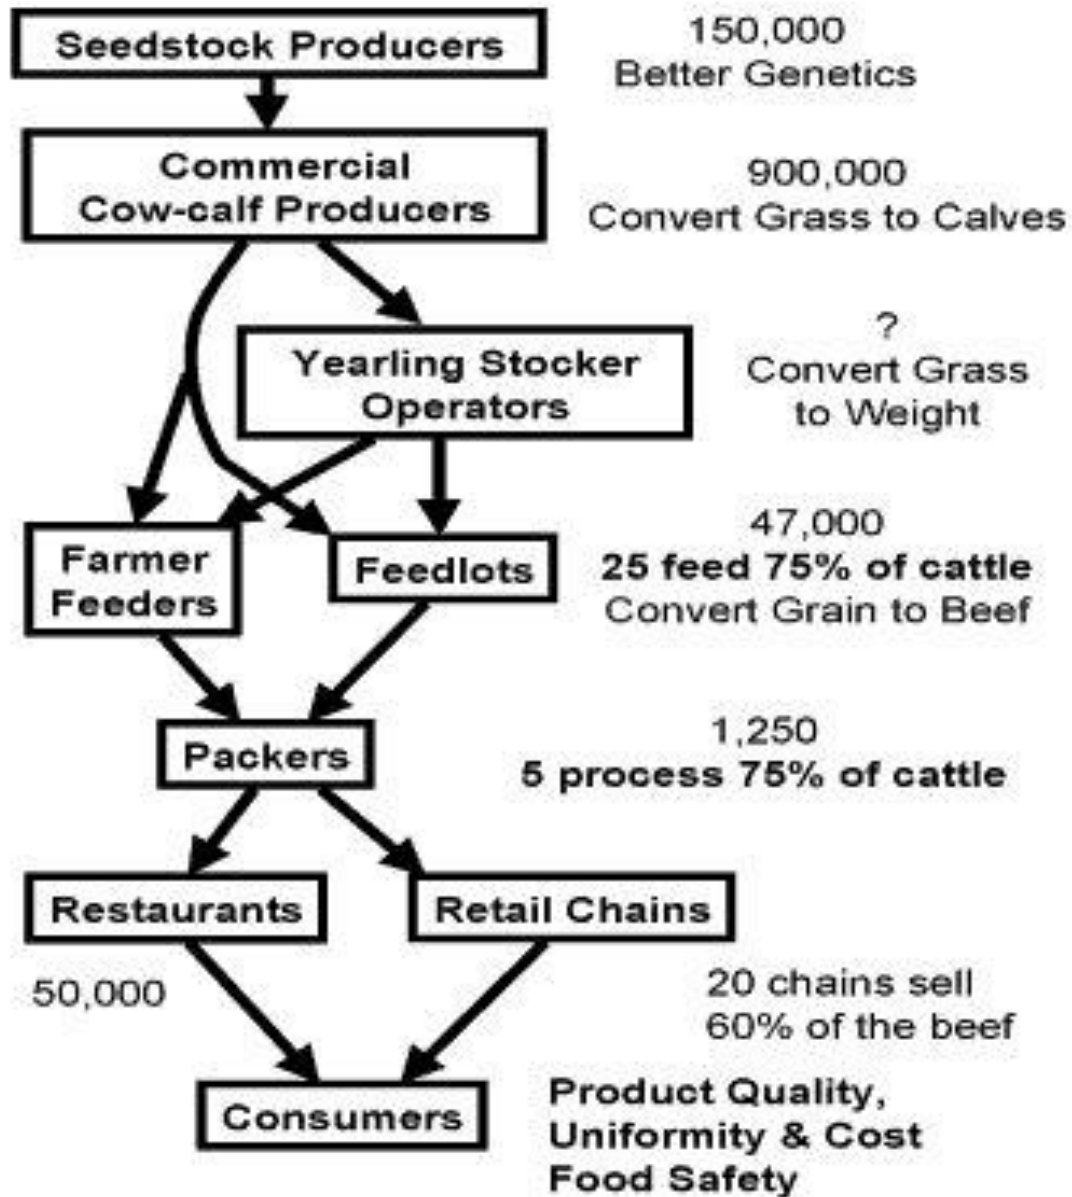 Seedstock Producers
150,000
Better Genetics
Commercial
Cow-calf Producers
900,000
Convert Grass to Calves
Yearling Stocker
Operators
?
Convert Grass
to Weight
Farmer
Feeders
Feedlots
47,000
25 feed 75% of cattle
Convert Grain to Beef
Packers
1,250
5 process 75% of cattle
Restaurants
Retail Chains
50,000
20 chains sell
60% of the beef
Consumers
Product Quality,
Uniformity & Cost
Food Safety